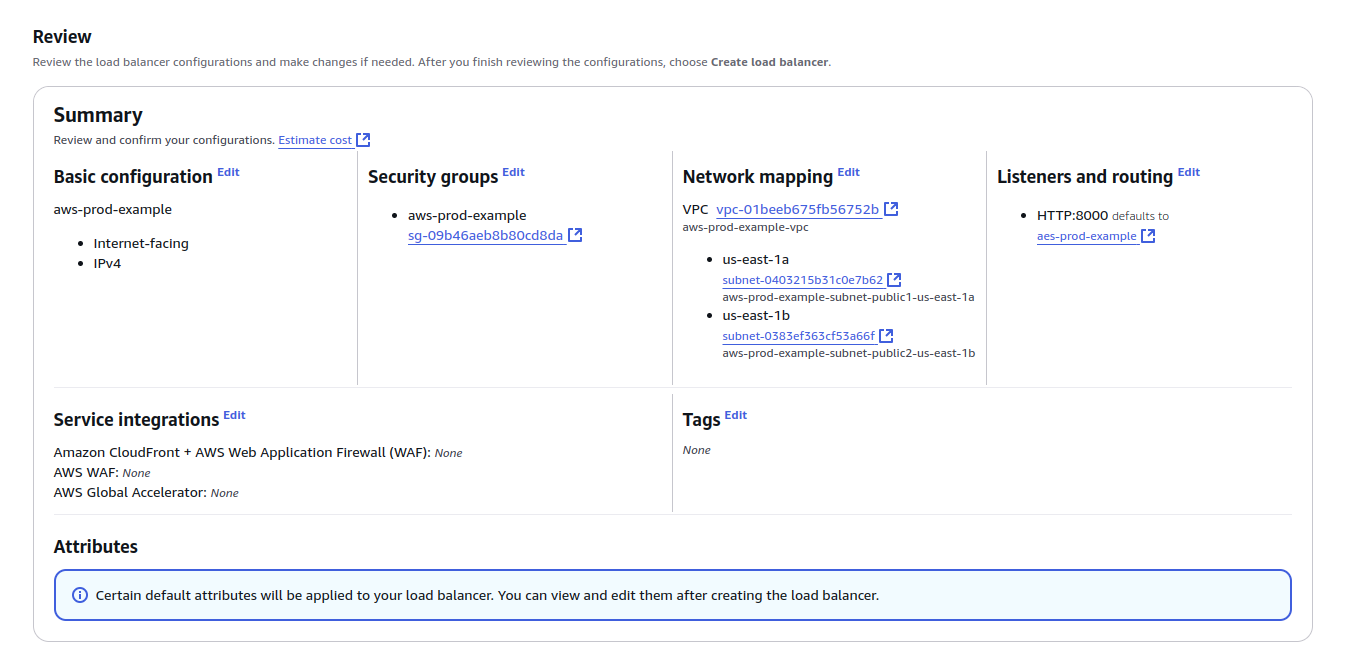 Review
Review the load balancer configurations and make changes if needed. After you finish reviewing the configurations, choose Create load balancer.
Summary
Review and confirm your configurations. Estimate cost
Basic configuration Edit
aws-prod-example
• Internet-facing
• IPv4
Security groups Edit
• aws-prod-example
sg-09b46aeb8b80cd8da
Network mapping Edit
VPC vpc-01beeb675fb56752b
aws-prod-example-vpc
• us-east-1a
subnet-0403215b31c0e7b62
aws-prod-example-subnet-public1-us-east-1a
• us-east-1b
subnet-0383ef363cf53a66f
aws-prod-example-subnet-public2-us-east-1b
Listeners and routing Edit
• HTTP:8000 defaults to
aes-prod-example
Service integrations Edit
Amazon CloudFront + AWS Web Application Firewall (WAF): None
AWS WAF: None
AWS Global Accelerator: None
Tags Edit
None
Attributes
Certain default attributes will be applied to your load balancer. You can view and edit them after creating the load balancer.